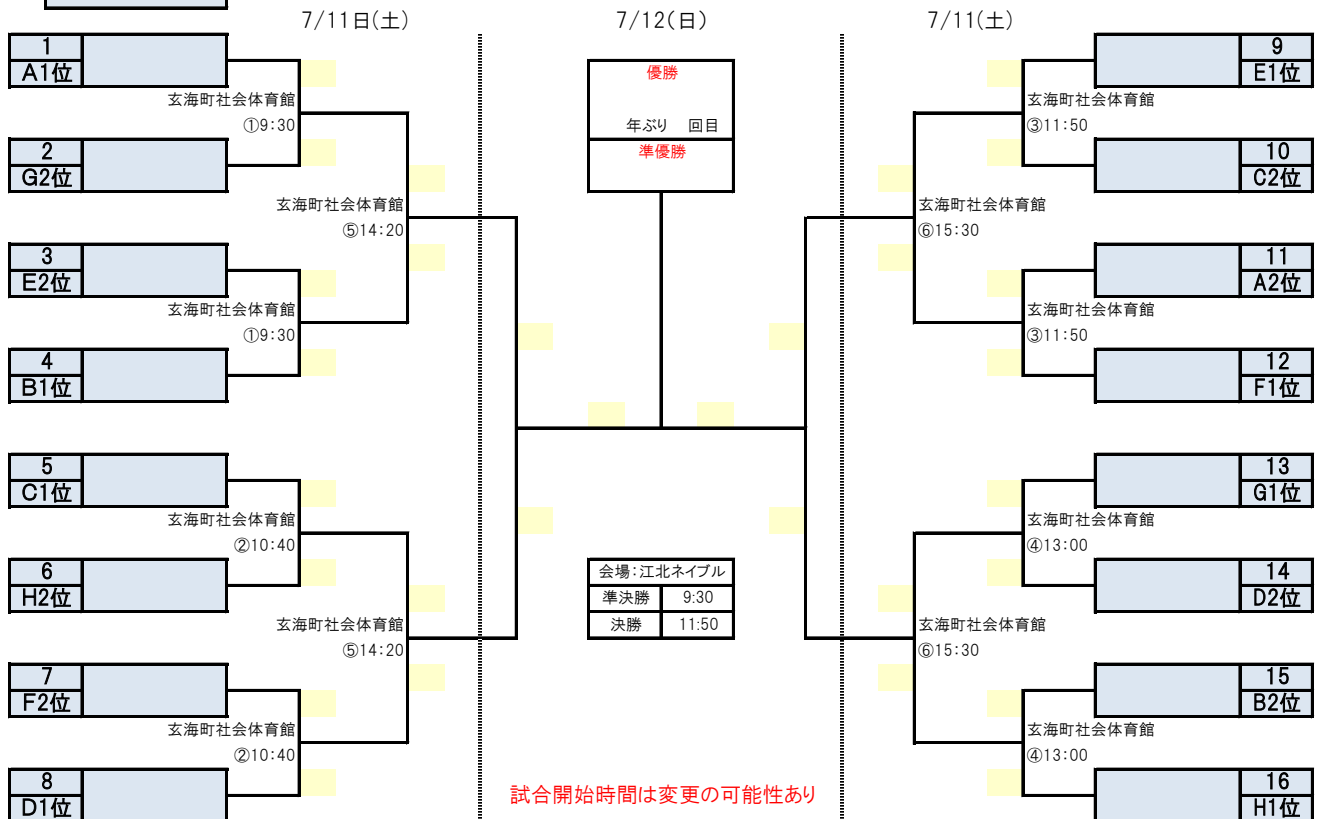 7/11日(土)
7/12(日)
7/11(土)
1
A1位
玄海町社会体育館
①9:30
2
G2位
玄海町社会体育館
⑤14:20
3
E2位
玄海町社会体育館
①9:30
4
B1位
5
C1位
玄海町社会体育館
②10:40
6
H2位
玄海町社会体育館
⑤14:20
7
F2位
玄海町社会体育館
②10:40
8
D1位
優勝
年ぶり 回目
準優勝
会場:江北ネイブル
準決勝 9:30
決勝 11:50
試合開始時間は変更の可能性あり
9
E1位
玄海町社会体育館
③11:50
10
C2位
玄海町社会体育館
⑥15:30
11
A2位
玄海町社会体育館
③11:50
12
F1位
13
G1位
玄海町社会体育館
④13:00
14
D2位
玄海町社会体育館
⑥15:30
15
B2位
玄海町社会体育館
④13:00
16
H1位